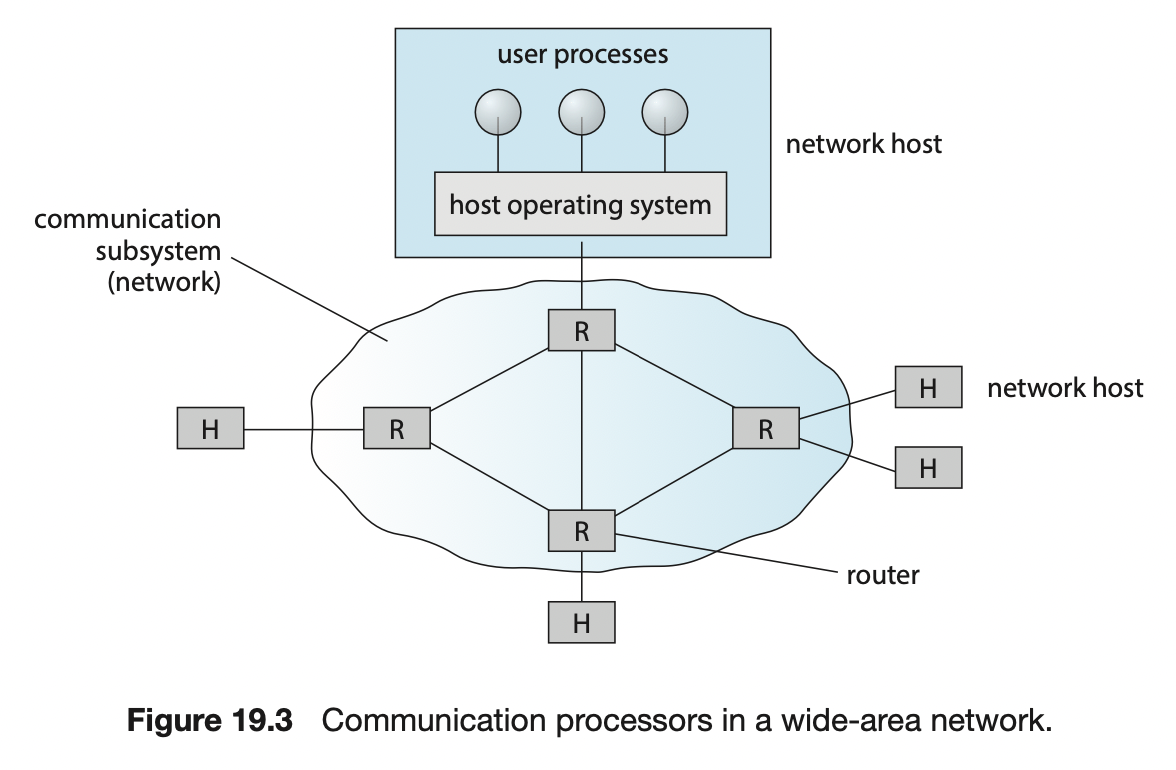 user processes
network host
host operating system
communication
subsystem
(network)
R
H
network host
H
R
R
H
R
router
H
Figure 19.3 Communication processors in a wide-area network.